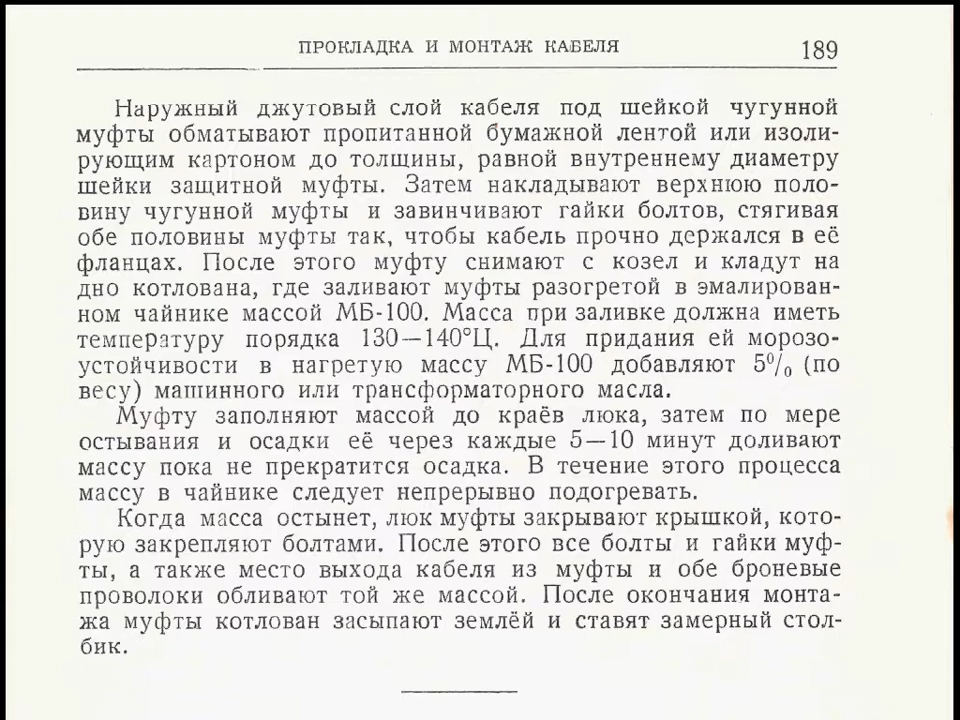 ПРОКЛАДКА И МОНТАЖ КАБЕЛЯ 189
Наружный джутовый слой кабеля под шейкой чугунной
муфты обматывают пропитанной бумажной лентой или изоли-
рующим картоном до толщины, равной внутреннему диаметру
шейки защитной муфты. Затем накладывают верхнюю поло-
вину чугунной муфты и завинчивают гайки болтов, стягивая
обе половины муфты так, чтобы кабель прочно держался в её
фланцах. После этого муфту снимают с козел и кладут на
дно котлована, где заливают муфты разогретой в эмалирован-
ном чайнике массой МБ-100. Масса при заливке должна иметь
температуру порядка 130—140°Ц. Для придания ей морозо-
устойчивости в нагретую массу МБ-100 добавляют 5% (по
весу) машинного или трансформаторного масла.
Муфту заполняют массой до краёв люка, затем по мере
остывания и осадки её через каждые 5—10 минут доливают
массу пока не прекратится осадка. В течение этого процесса
массу в чайнике следует непрерывно подогревать.
Когда масса остынет, люк муфты закрывают крышкой, кото-
рую закрепляют болтами. После этого все болты и гайки муф-
ты, а также место выхода кабеля из муфты и обе броневые
проволоки обливают той же массой. После окончания монта-
жа муфты котлован засыпают землёй и ставят замерный стол-
бик.